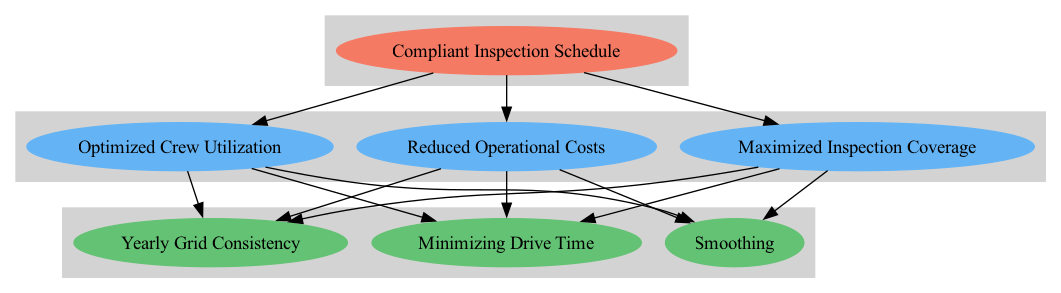 Compliant Inspection Schedule
Optimized Crew Utilization
Reduced Operational Costs
Maximized Inspection Coverage
Yearly Grid Consistency
Minimizing Drive Time
Smoothing